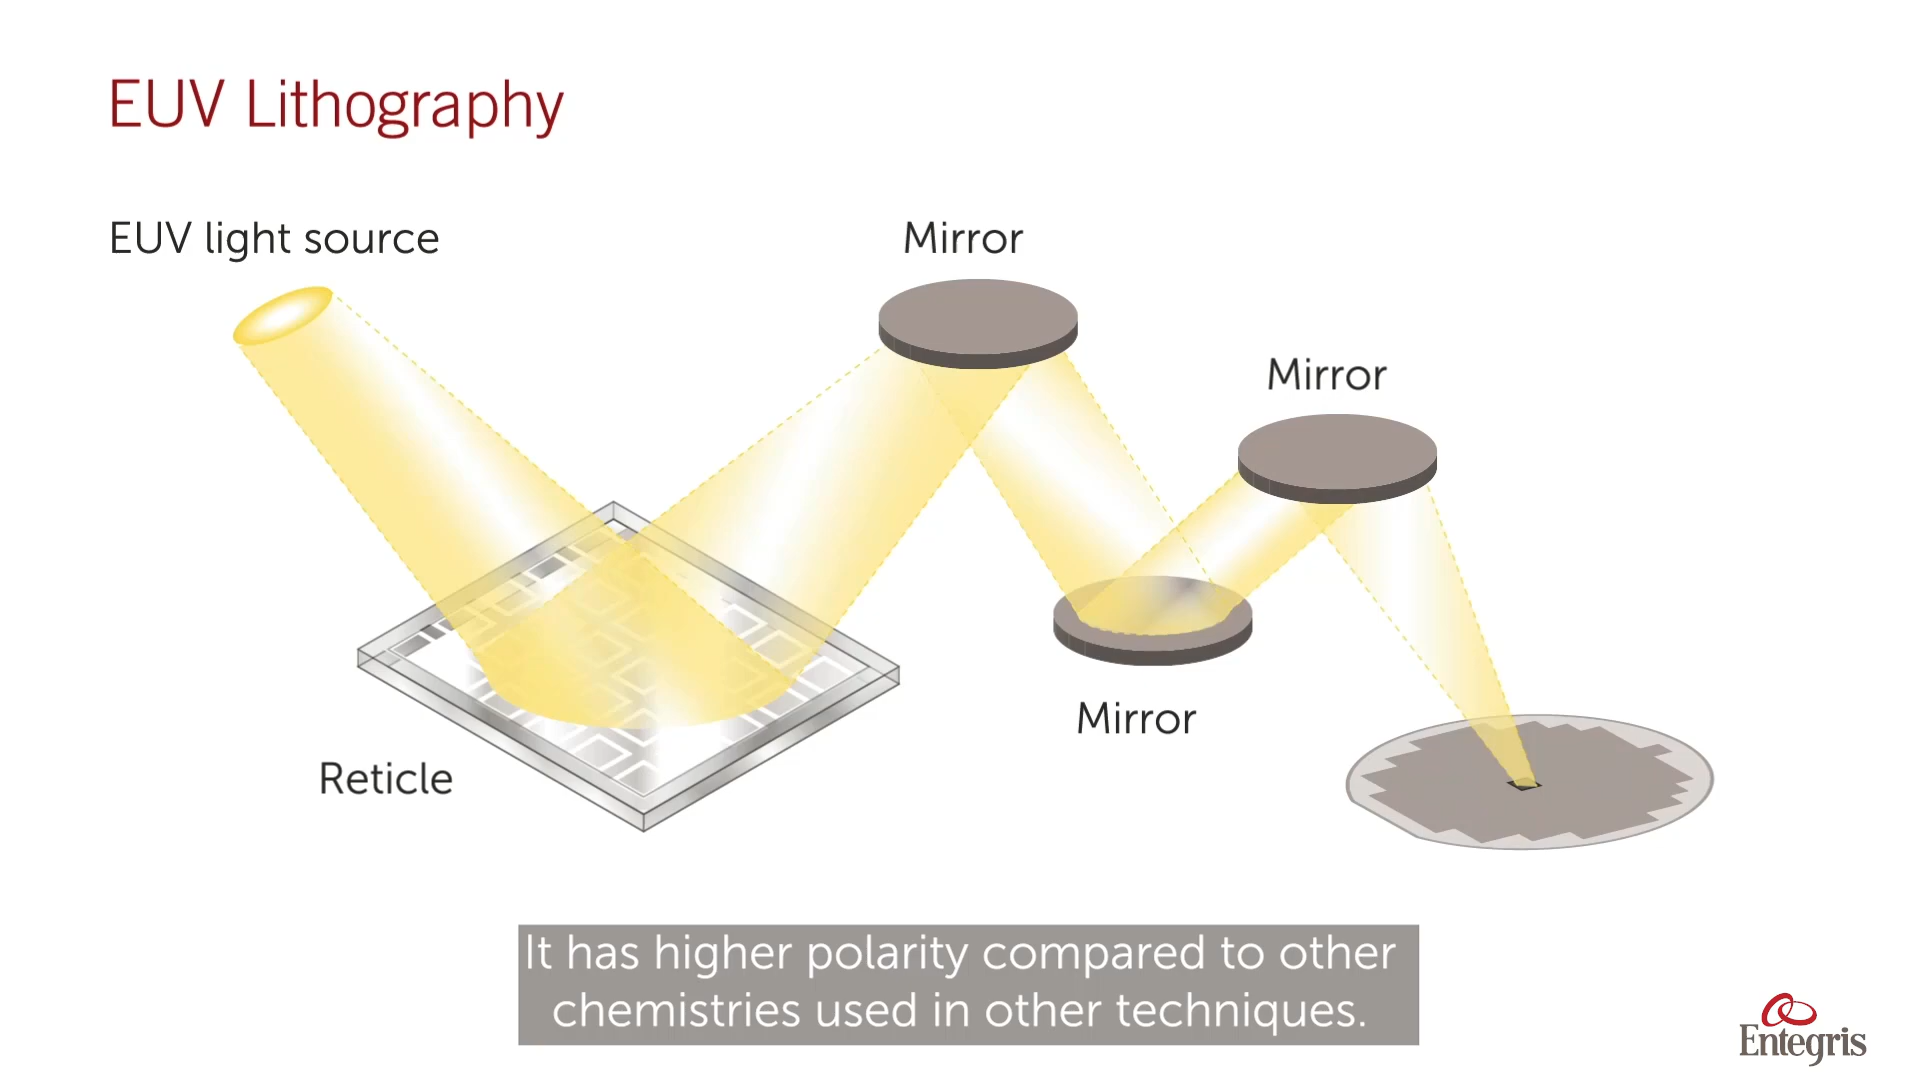 EUV Lithography
EUV light source
Mirror
Mirror
Mirror
Reticle
It has higher polarity compared to other
chemistries used in other techniques.
Entegris